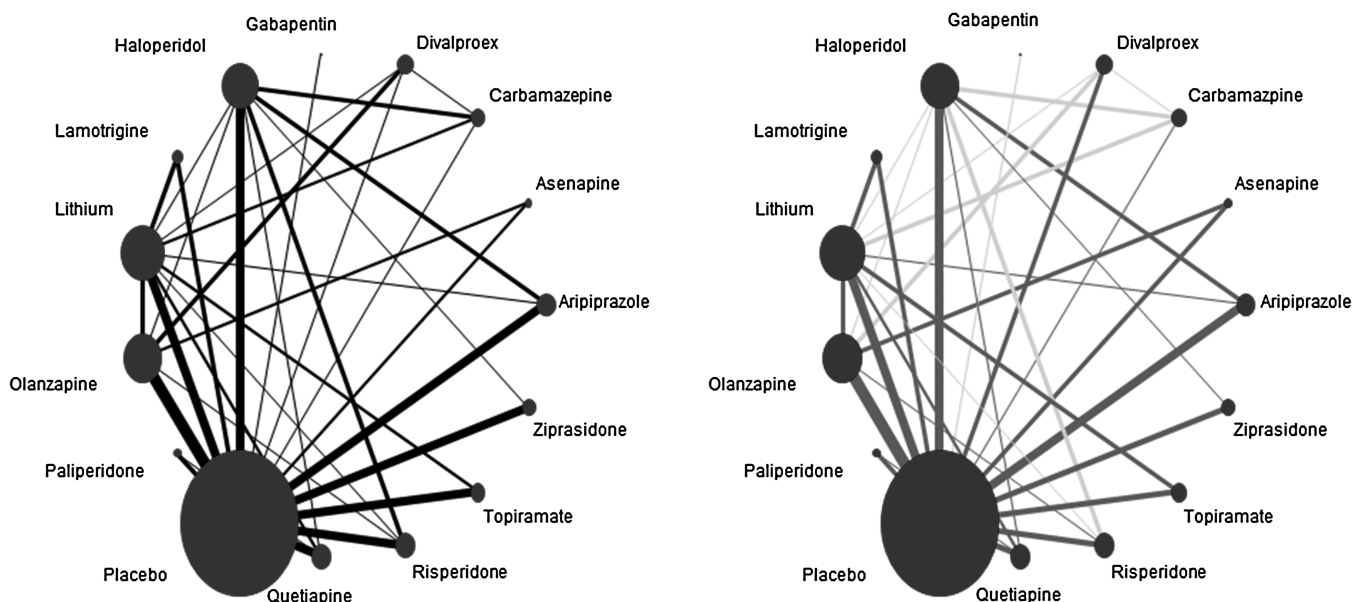 Gabapentin
Haloperidol
Divalproex
Carbamazepine
Lamotrigine
Asenapine
Lithium
Aripiprazole
Olanzapine
Ziprasidone
Paliperidone
Topiramate
Risperidone
Placebo
Quetiapine
Gabapentin
Haloperidol
Divalproex
Carbamazpine
Lamotrigine
Asenapine
Lithium
Aripiprazole
Olanzapine
Ziprasidone
Paliperidone
Topiramate
Risperidone
Placebo
Quetiapine